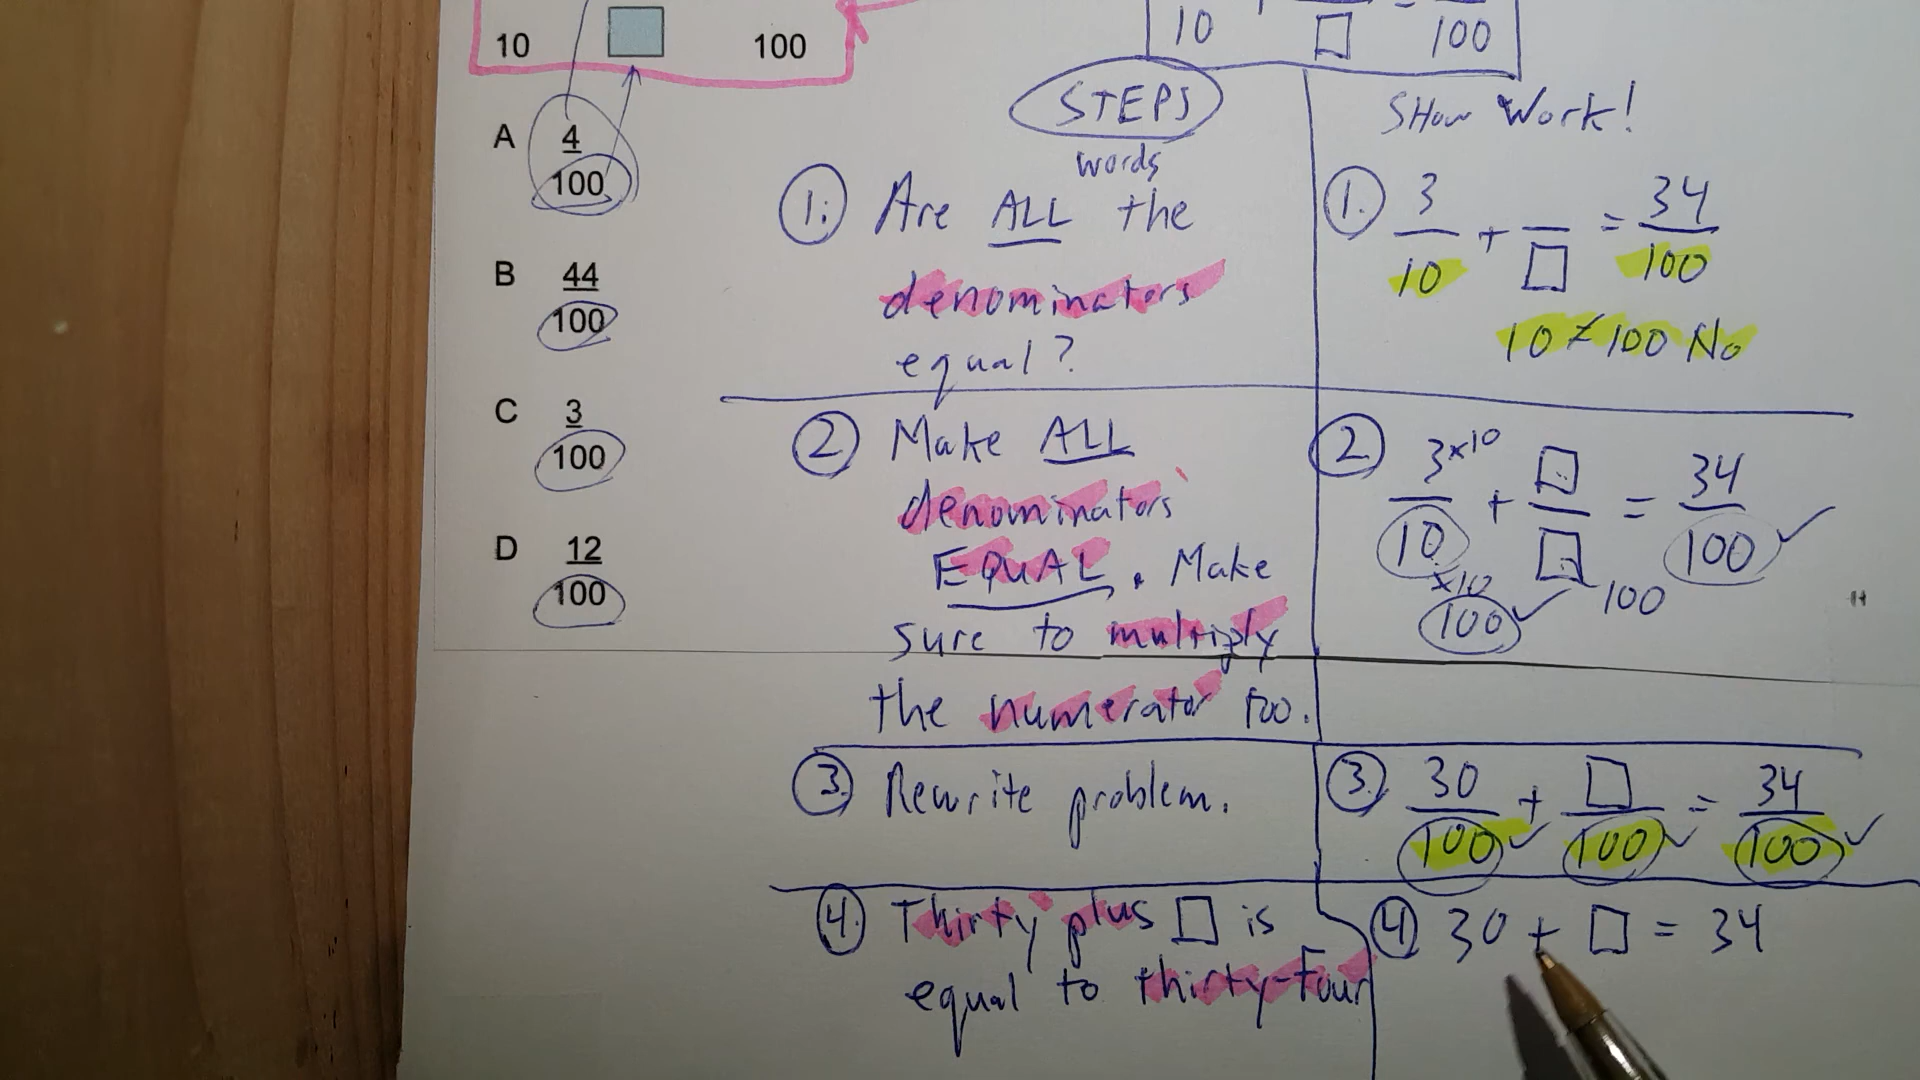 10 □ 100
10 □ 100
A 4
100
B 44
100
C 3
100
D 12
100
STEPS
words
1. Are ALL the
denominators
equal?
2 Make ALL
denominators
EQUAL. Make
sure to multiply
the numerator too.
3. Rewrite problem.
4. Thirty plus □ is
equal to thirty-four
SHow Work!
1. 3/10 + /□ = 34/100
10 ≠ 100 No
2 3 ×10 □ 34
+ =
10 □ 100 ✓
×10
100 ✓ 100
3. 30/100 ✓ + □/100 ✓ = 34/100 ✓
4 30 + □ = 34